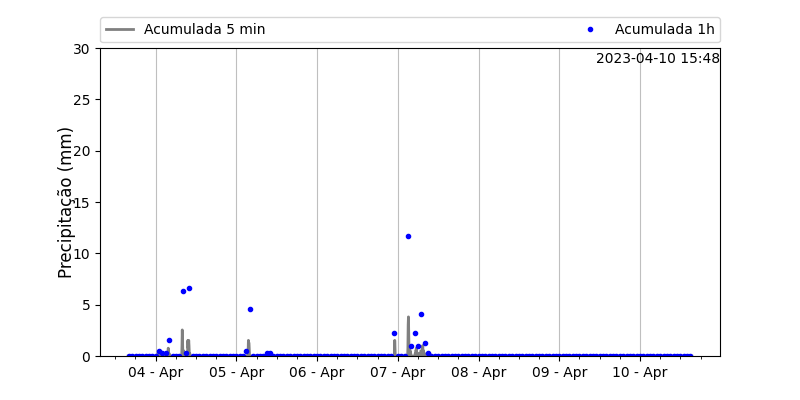 Acumulada 5 min
Acumulada 1h
2023-04-10 15:48
Precipitação (mm)
30
25
20
15
10
5
0
04 - Apr
05 - Apr
06 - Apr
07 - Apr
08 - Apr
09 - Apr
10 - Apr